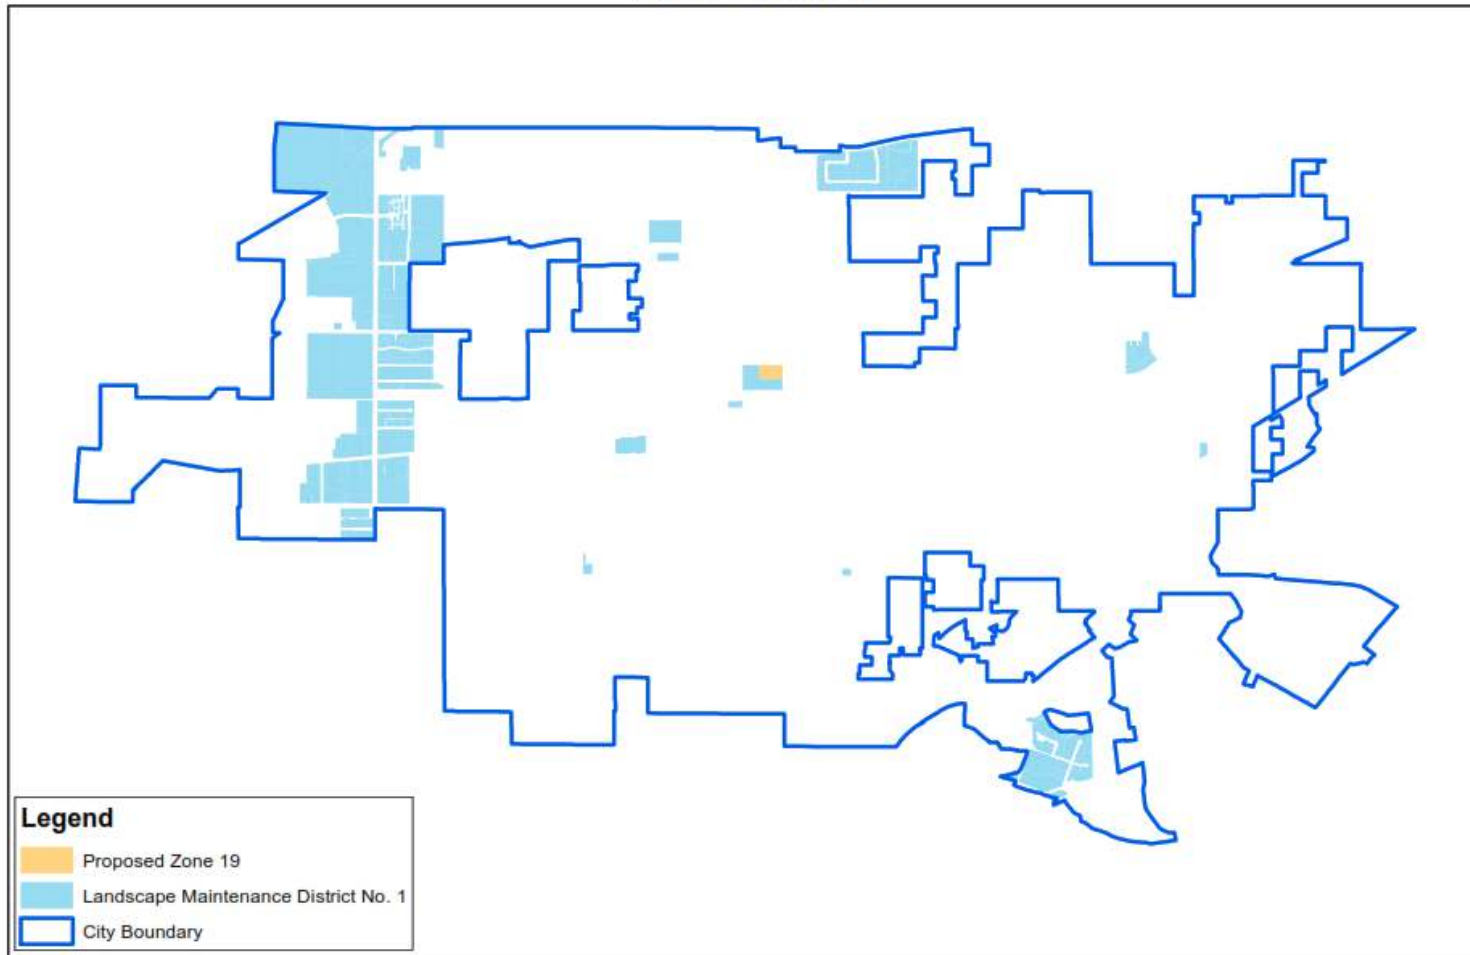 Legend
Proposed Zone 19
Landscape Maintenance District No. 1
City Boundary